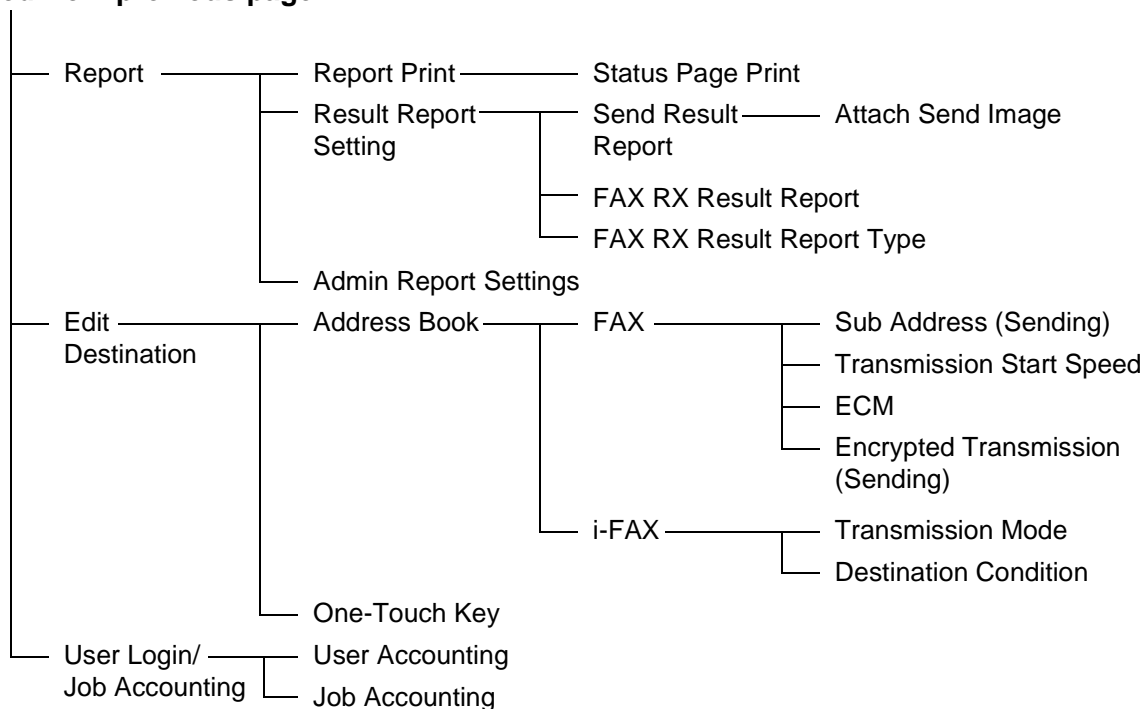 Report
Report Print
Status Page Print
Result Report
Setting
Send Result
Report
Attach Send Image
FAX RX Result Report
FAX RX Result Report Type
Admin Report Settings
Edit
Destination
Address Book
FAX
Sub Address (Sending)
Transmission Start Speed
ECM
Encrypted Transmission
(Sending)
i-FAX
Transmission Mode
Destination Condition
One-Touch Key
User Login/
Job Accounting
User Accounting
Job Accounting